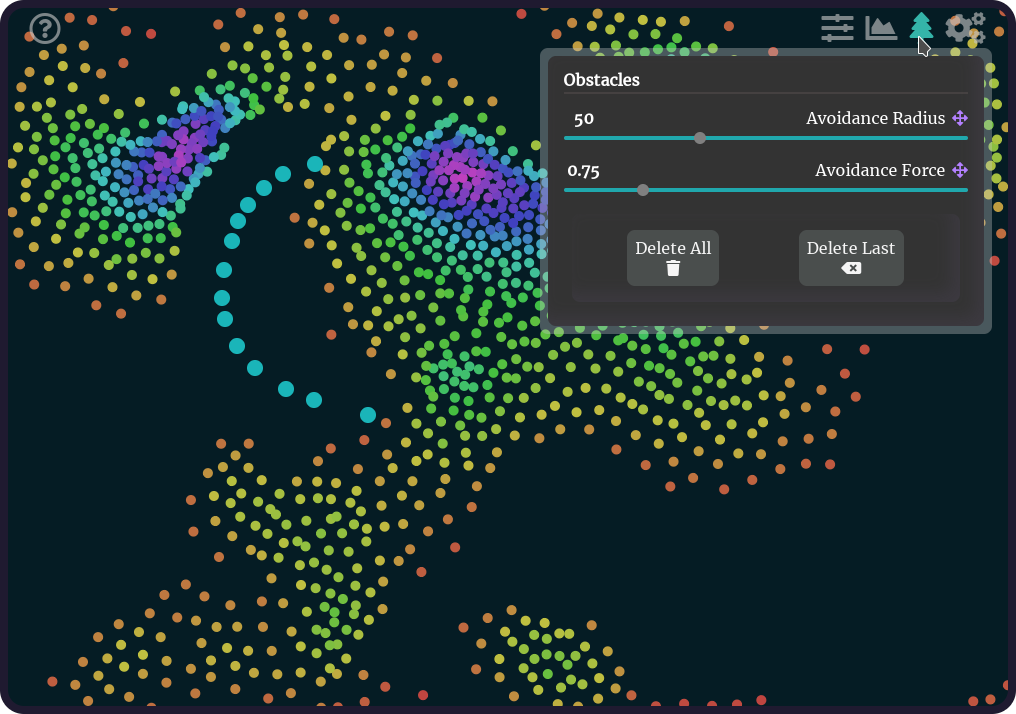 ?
Obstacles
50 Avoidance Radius
0.75 Avoidance Force
Delete All Delete Last